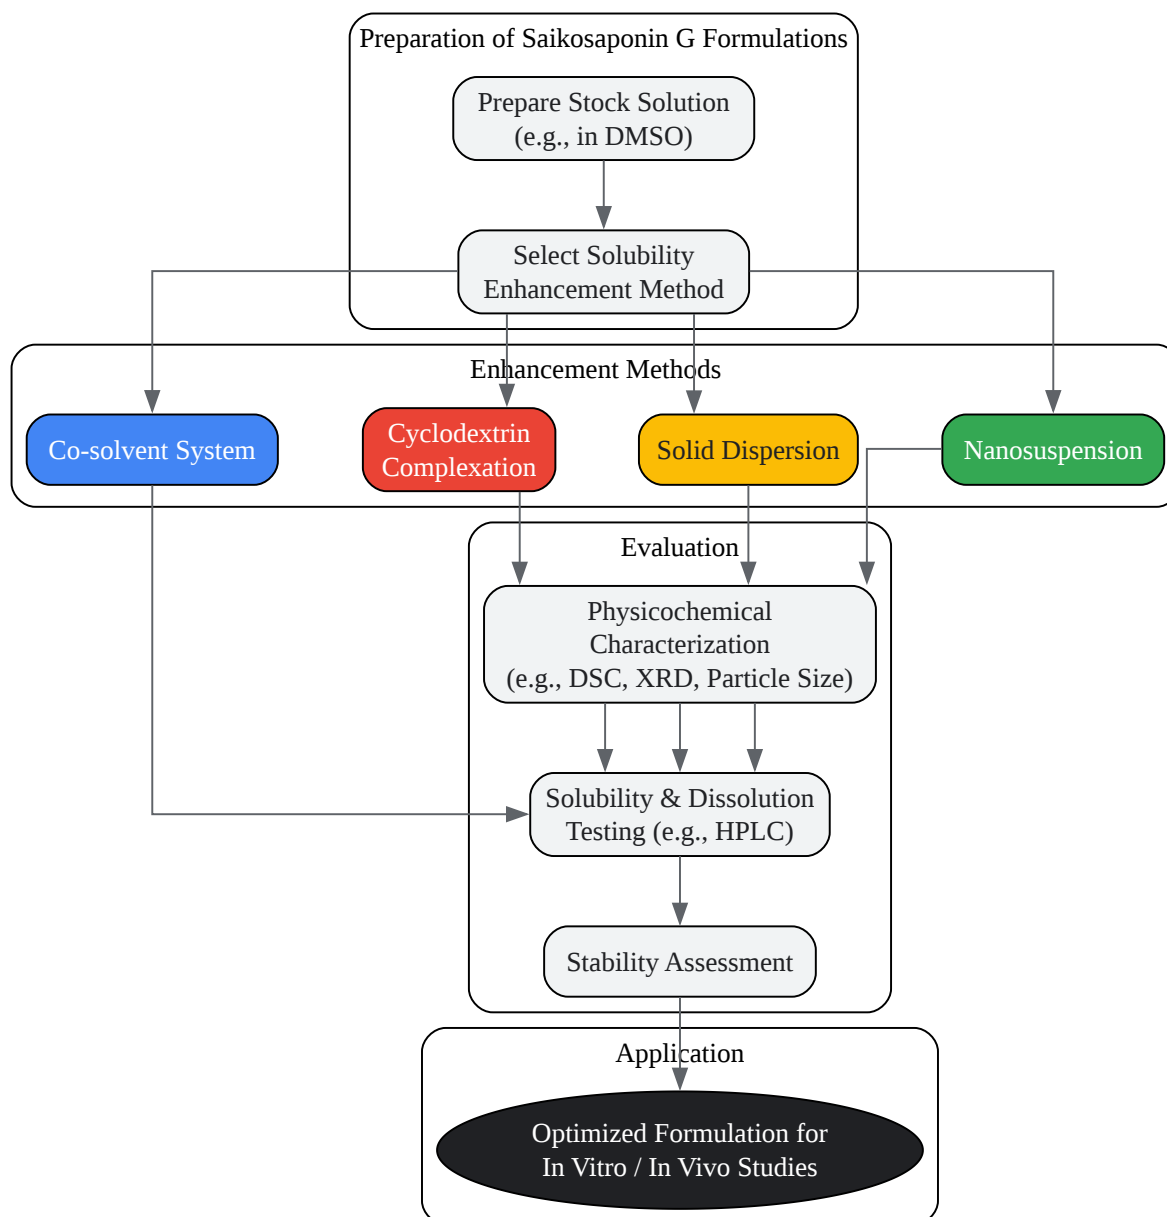 Preparation of Saikosaponin G Formulations
Prepare Stock Solution
(e.g., in DMSO)
Select Solubility
Enhancement Method
Enhancement Methods
Co-solvent System
Cyclodextrin
Complexation
Solid Dispersion
Nanosuspension
Evaluation
Physicochemical
Characterization
(e.g., DSC, XRD, Particle Size)
Solubility & Dissolution
Testing (e.g., HPLC)
Stability Assessment
Application
Optimized Formulation for
In Vitro / In Vivo Studies